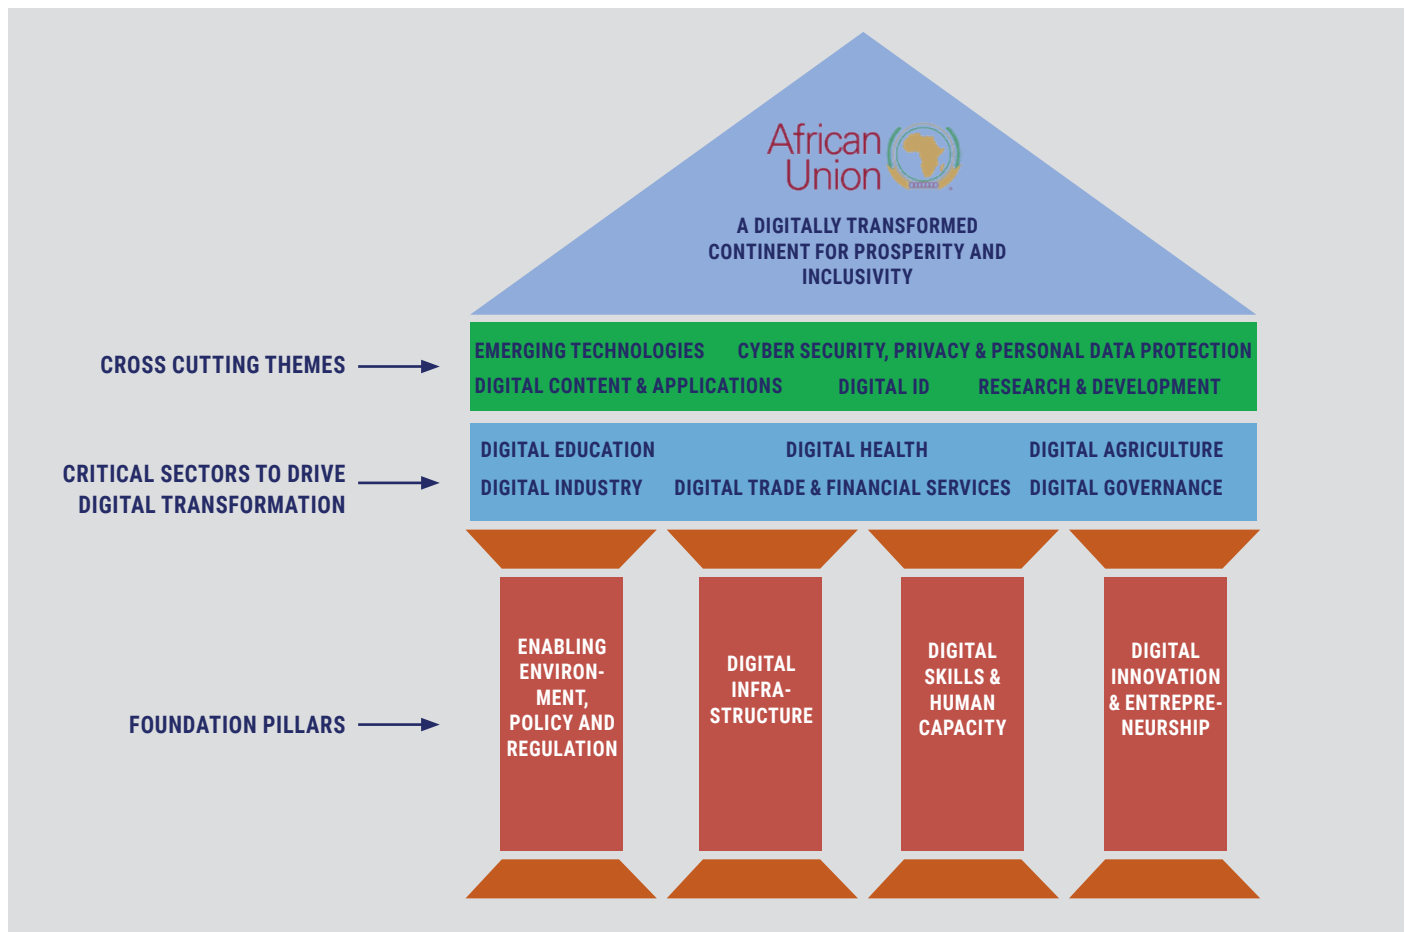 African
Union
A DIGITALLY TRANSFORMED
CONTINENT FOR PROSPERITY AND
INCLUSIVITY
CROSS CUTTING THEMES
EMERGING TECHNOLOGIES CYBER SECURITY, PRIVACY & PERSONAL DATA PROTECTION
DIGITAL CONTENT & APPLICATIONS DIGITAL ID RESEARCH & DEVELOPMENT
CRITICAL SECTORS TO DRIVE
DIGITAL TRANSFORMATION
DIGITAL EDUCATION DIGITAL HEALTH DIGITAL AGRICULTURE
DIGITAL INDUSTRY DIGITAL TRADE & FINANCIAL SERVICES DIGITAL GOVERNANCE
FOUNDATION PILLARS
ENABLING
ENVIRON-
MENT,
POLICY AND
REGULATION
DIGITAL
INFRA-
STRUCTURE
DIGITAL
SKILLS &
HUMAN
CAPACITY
DIGITAL
INNOVATION
& ENTREPRE-
NEURSHIP